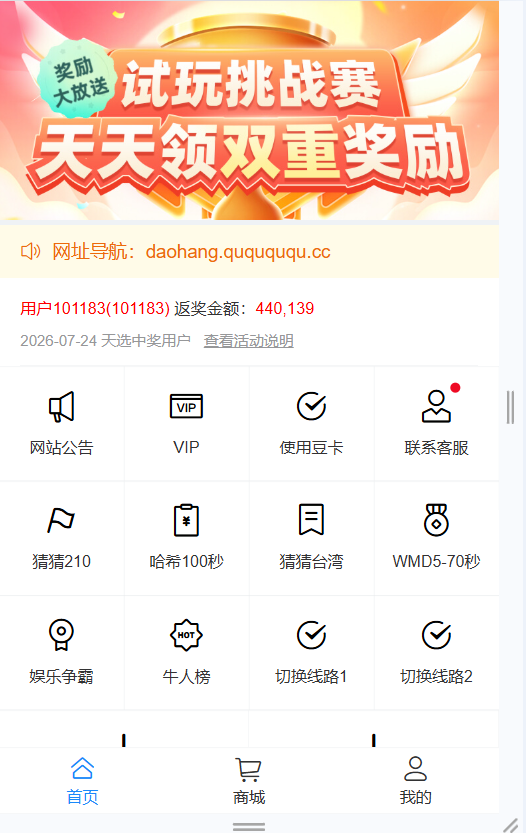 奖励
大放送
试玩挑战赛
天天领双重奖励
网址导航：daohang.ququququ.cc
用户101183(101183) 返奖金额：440,139
2026-07-24 天选中奖用户 查看活动说明
网站公告
VIP
VIP
使用豆卡
联系客服
猜猜210
哈希100秒
猜猜台湾
WMD5-70秒
HOT
娱乐争霸
牛人榜
切换线路1
切换线路2
首页
商城
我的